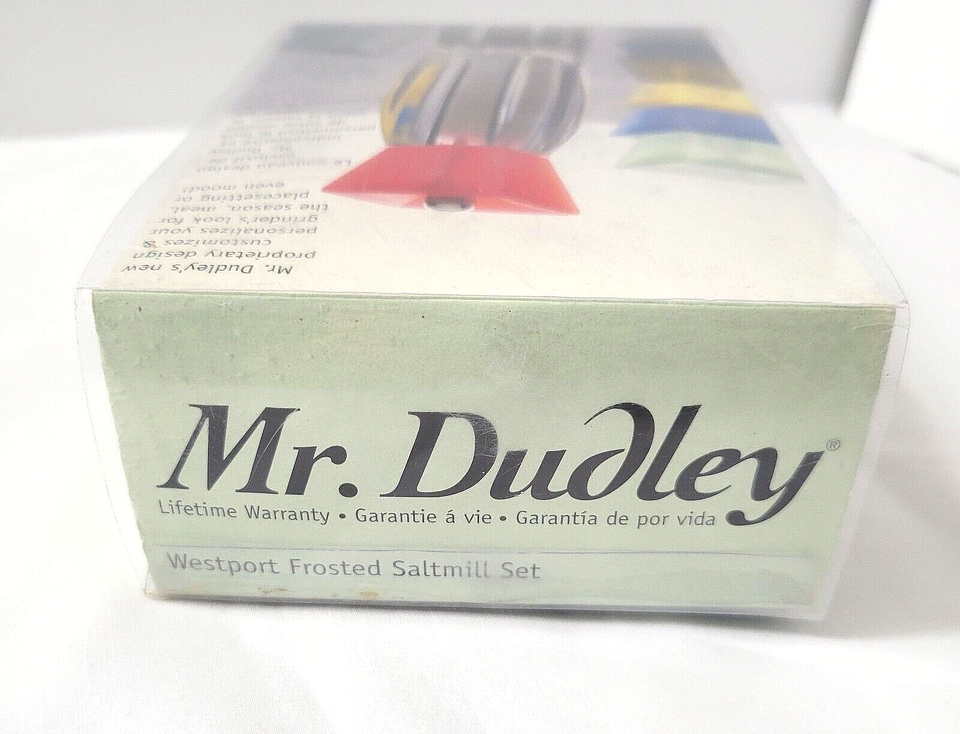 Mr. Dudley's new
proprietary design
customizes &
personalizes your
grinder's look for
the season, meal,
placesetting or
even mood!
Le nouveau design
Mr. Dudley®
Lifetime Warranty • Garantie á vie • Garantía de por vida
Westport Frosted Saltmill Set